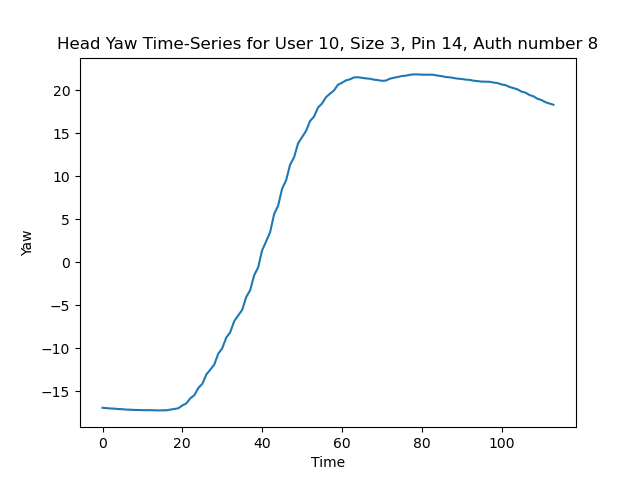 Head Yaw Time-Series for User 10, Size 3, Pin 14, Auth number 8
20
15
10
5
0
−5
−10
−15
Yaw
0 20 40 60 80 100
Time